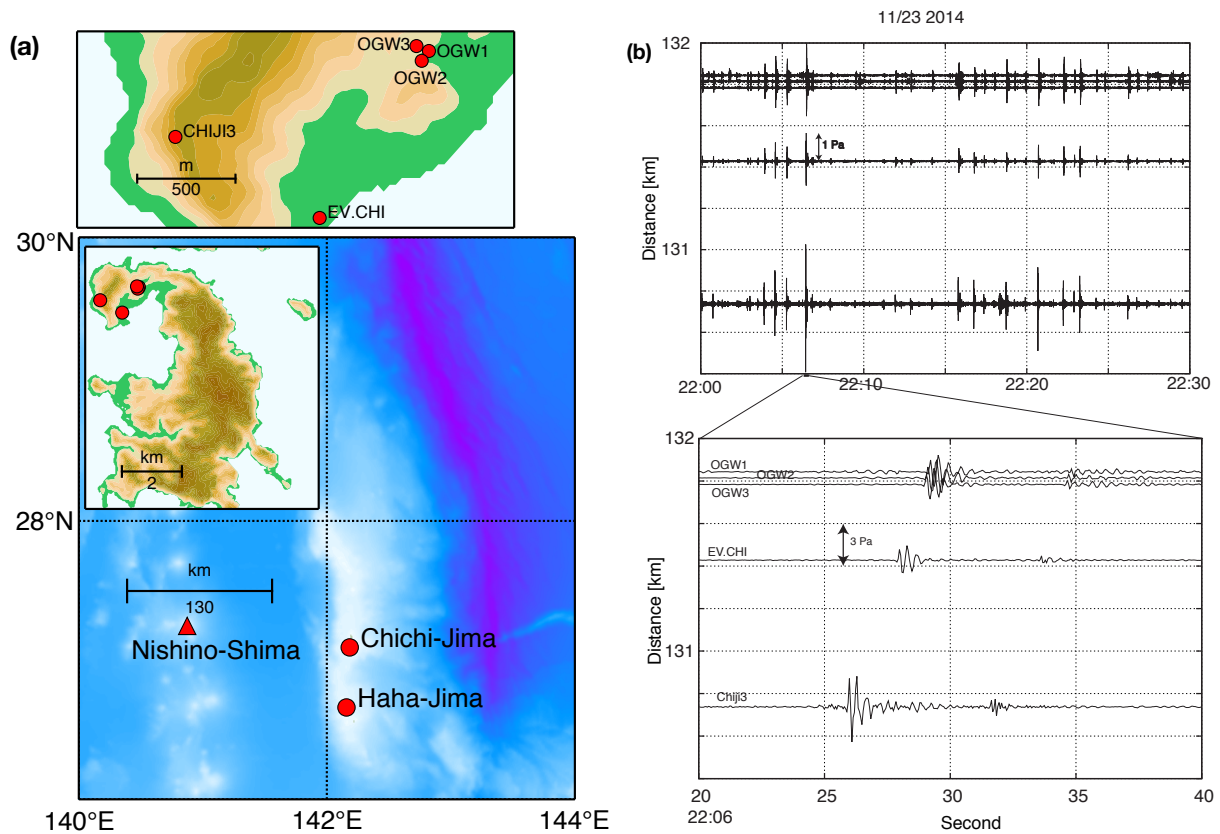 (a)
OGW3
OGW1
OGW2
CHIJI3
m
500
EV.CHI
30°N
km
2
28°N
km
130
Nishino-Shima
Chichi-Jima
Haha-Jima
140°E
142°E
144°E
(b)
11/23 2014
132
1 Pa
Distance [km]
131
22:00
22:10
22:20
22:30
132
OGW1
OGW2
OGW3
3 Pa
EV.CHI
Distance [km]
131
Chiji3
20
25
30
35
40
22:06
Second